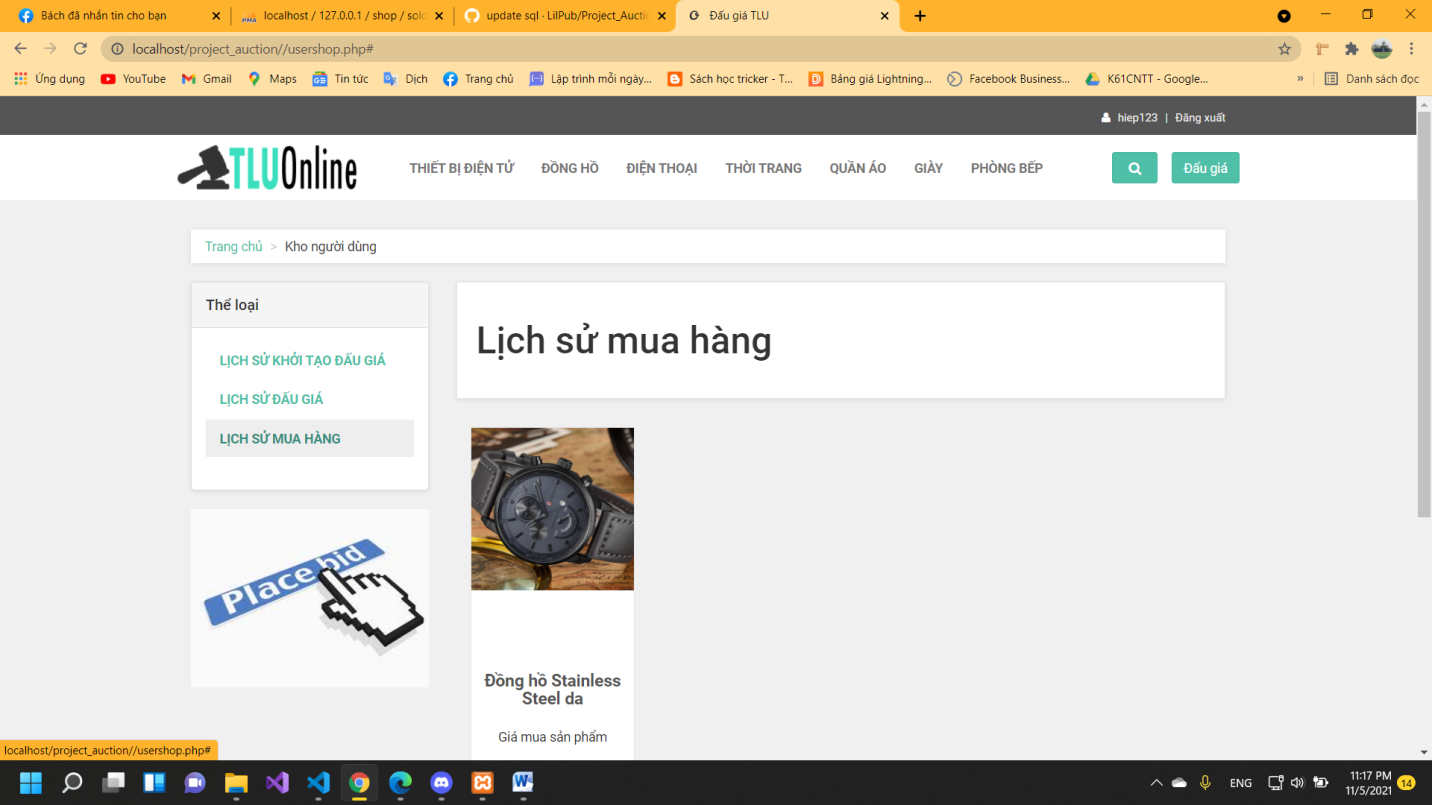 Bách đã nhắn tin cho bạn
localhost / 127.0.0.1 / shop / sold
update sql · LilPub/Project_Auctio
Đấu giá TLU
localhost/project_auction//usershop.php#
Ứng dụng
YouTube
Gmail
Maps
Tin tức
Dịch
Trang chủ
Lập trình mỗi ngày...
Sách học tricker - T...
Bảng giá Lightning...
Facebook Business...
K61CNTT - Google...
»
Danh sách đọc
hiep123 | Đăng xuất
TLUOnline
THIẾT BỊ ĐIỆN TỬ
ĐỒNG HỒ
ĐIỆN THOẠI
THỜI TRANG
QUẦN ÁO
GIÀY
PHÒNG BẾP
Đấu giá
Trang chủ > Kho người dùng
Thể loại
LỊCH SỬ KHỞI TẠO ĐẤU GIÁ
LỊCH SỬ ĐẤU GIÁ
LỊCH SỬ MUA HÀNG
Place bid
Lịch sử mua hàng
Đồng hồ Stainless
Steel da
Giá mua sản phẩm
localhost/project_auction//usershop.php#
ENG
11:17 PM
11/5/2021
14